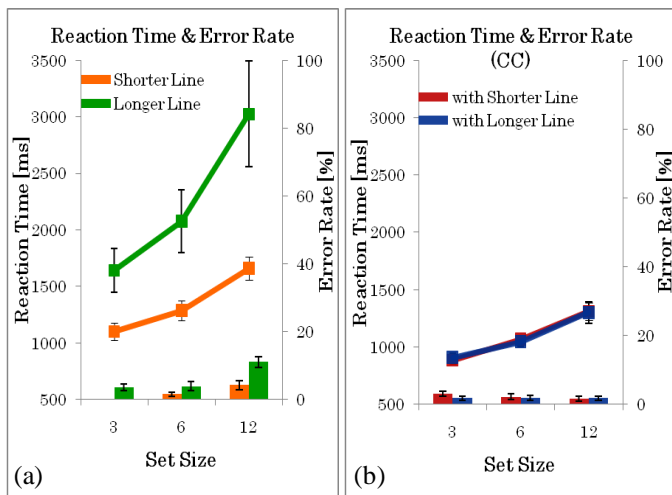 Reaction Time & Error Rate
3500
3000
2500
2000
1500
1000
500
Reaction Time [ms]
Shorter Line
Longer Line
100
80
60
40
20
0
Error Rate [%]
3 6 12
Set Size
(a)
Reaction Time & Error Rate
(CC)
3500
3000
2500
2000
1500
1000
500
Reaction Time [ms]
with Shorter Line
with Longer Line
100
80
60
40
20
0
Error Rate [%]
3 6 12
Set Size
(b)